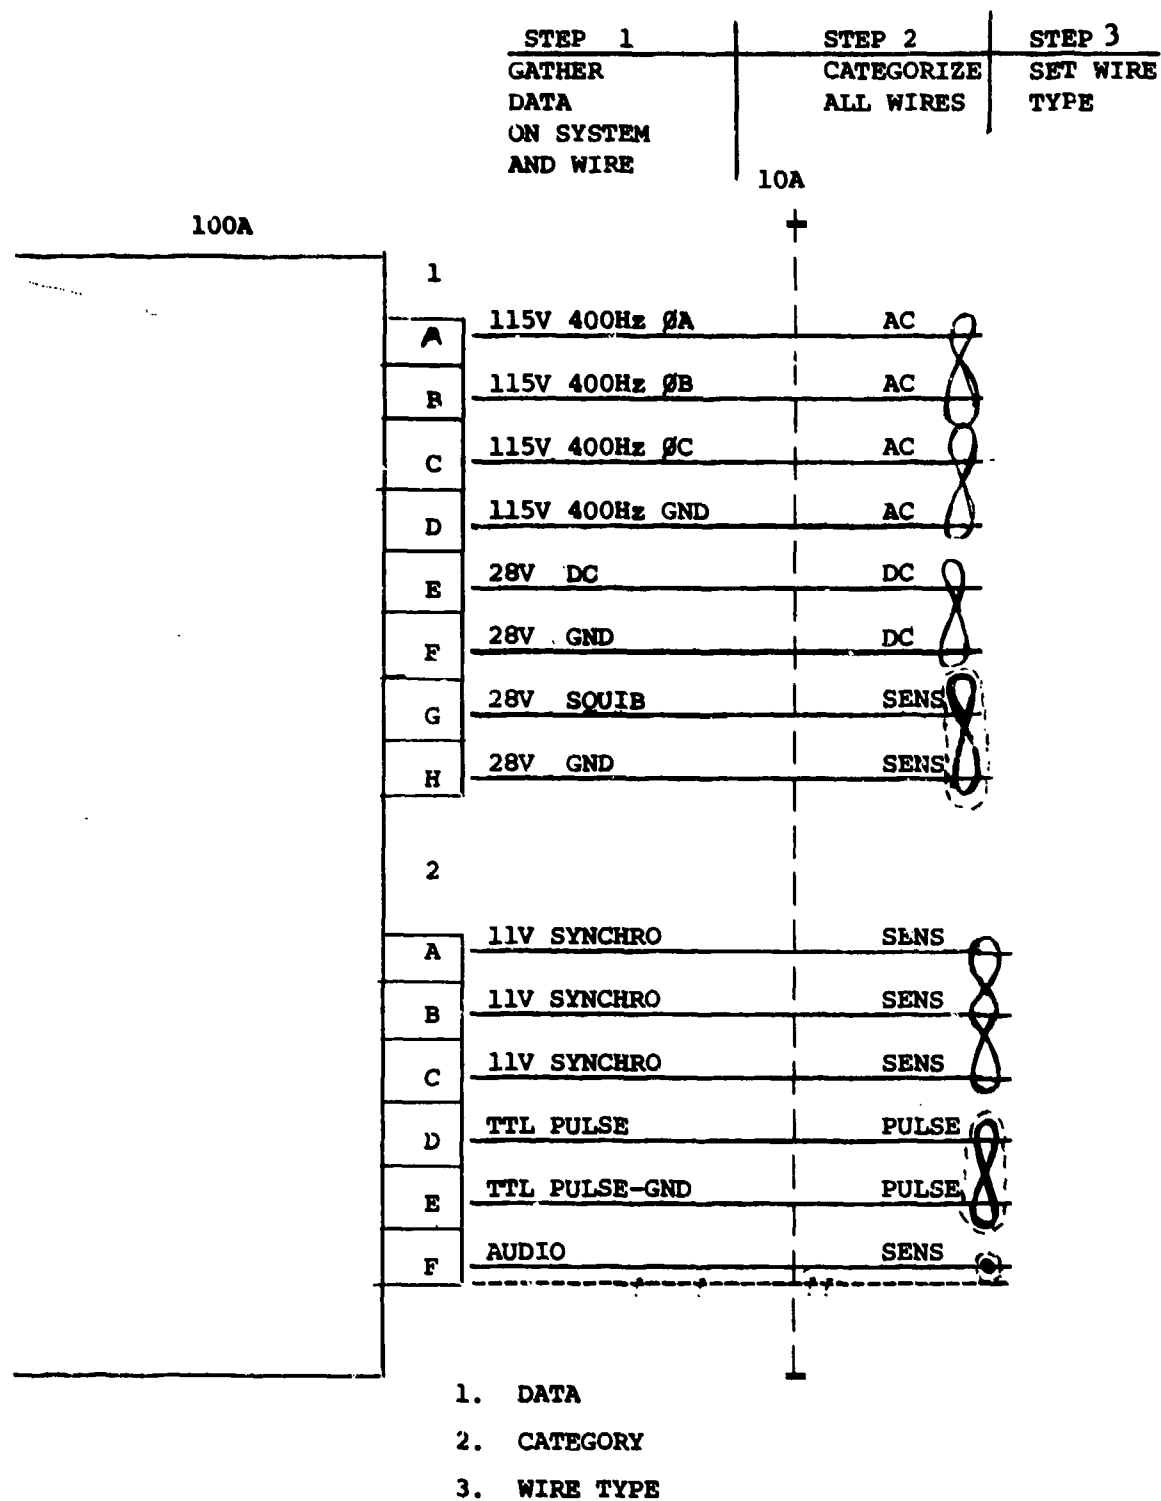 STEP 1 STEP 2 STEP 3
GATHER CATEGORIZE SET WIRE
DATA ALL WIRES TYPE
ON SYSTEM
AND WIRE
10A
100A
1
A 115V 400Hz ØA AC
B 115V 400Hz ØB AC
C 115V 400Hz ØC AC
D 115V 400Hz GND AC
E 28V DC DC
F 28V GND DC
G 28V SQUIB SENS
H 28V GND SENS
2
A 11V SYNCHRO SENS
B 11V SYNCHRO SENS
C 11V SYNCHRO SENS
D TTL PULSE PULSE
E TTL PULSE-GND PULSE
F AUDIO SENS
1. DATA
2. CATEGORY
3. WIRE TYPE